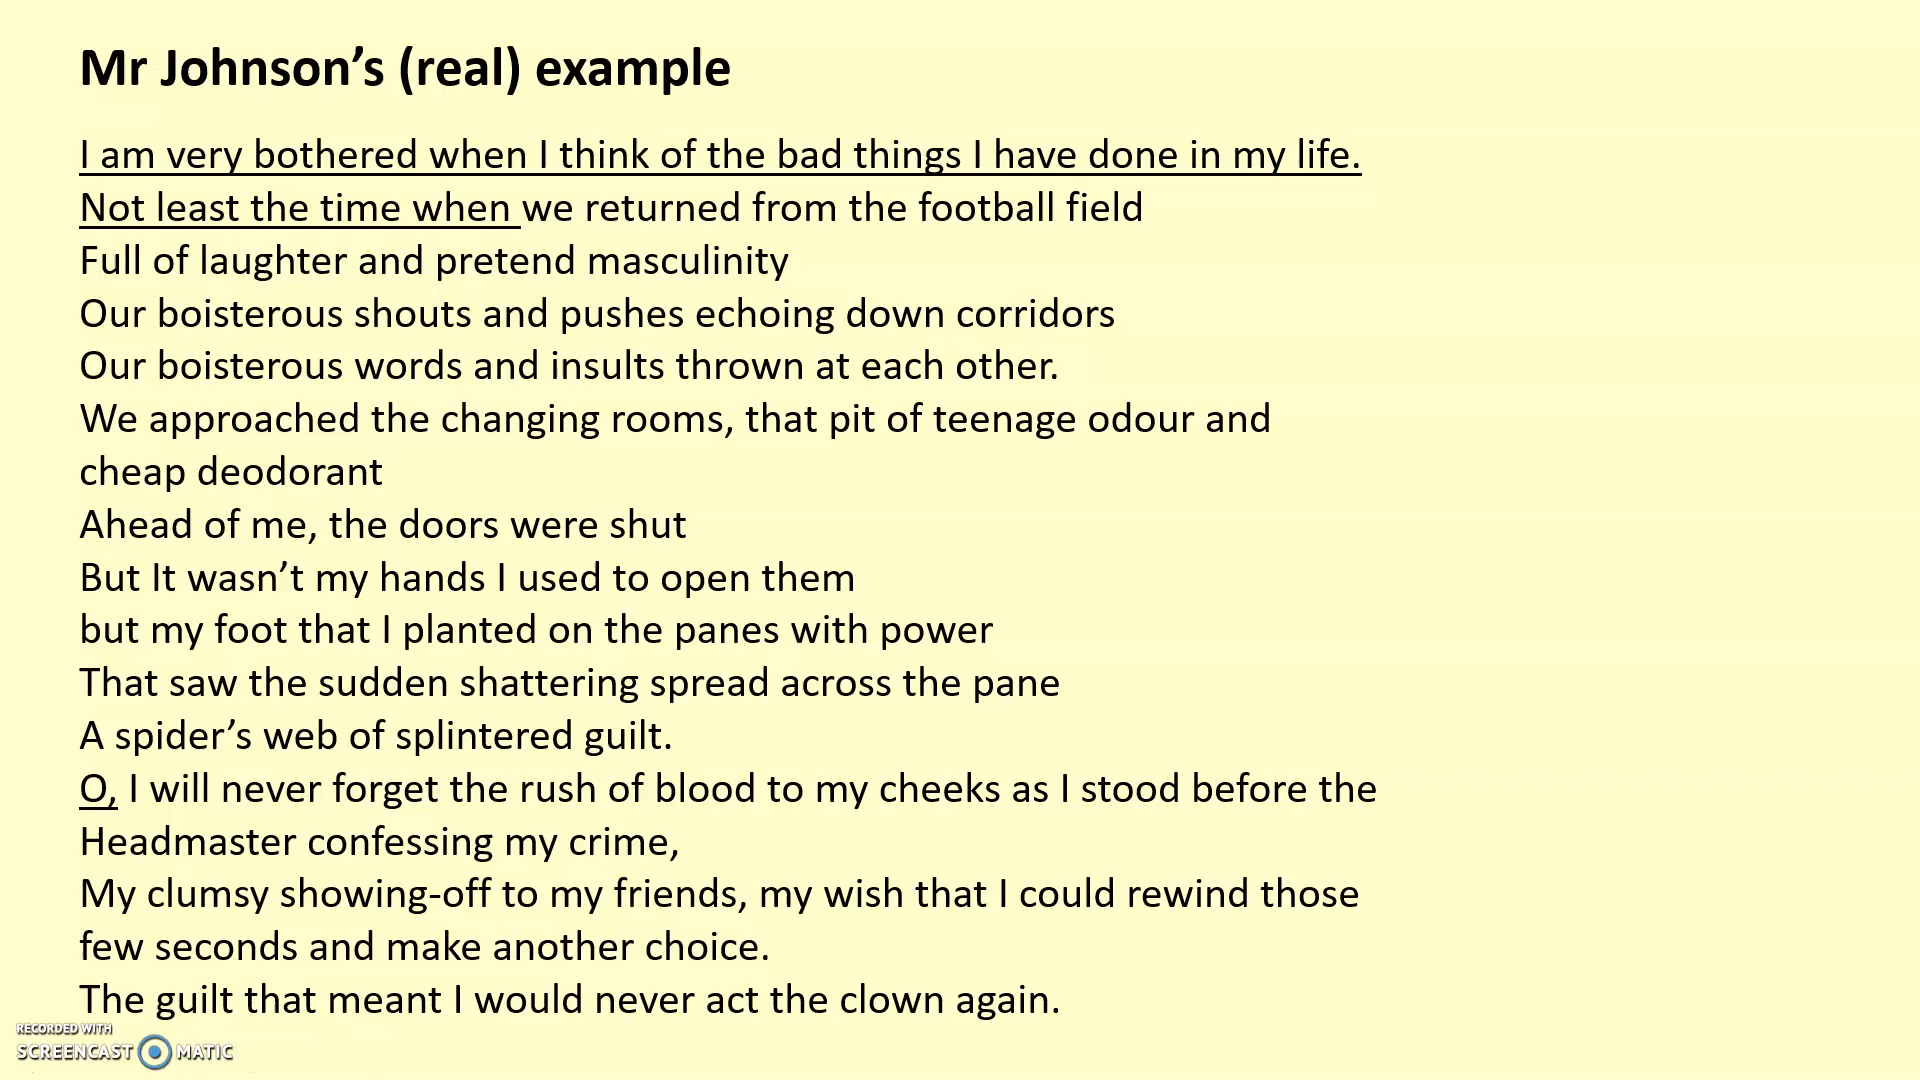 Mr Johnson’s (real) example
I am very bothered when I think of the bad things I have done in my life.
Not least the time when we returned from the football field
Full of laughter and pretend masculinity
Our boisterous shouts and pushes echoing down corridors
Our boisterous words and insults thrown at each other.
We approached the changing rooms, that pit of teenage odour and
cheap deodorant
Ahead of me, the doors were shut
But It wasn’t my hands I used to open them
but my foot that I planted on the panes with power
That saw the sudden shattering spread across the pane
A spider’s web of splintered guilt.
O, I will never forget the rush of blood to my cheeks as I stood before the
Headmaster confessing my crime,
My clumsy showing-off to my friends, my wish that I could rewind those
few seconds and make another choice.
The guilt that meant I would never act the clown again.
RECORDED WITH
SCREENCAST MATIC